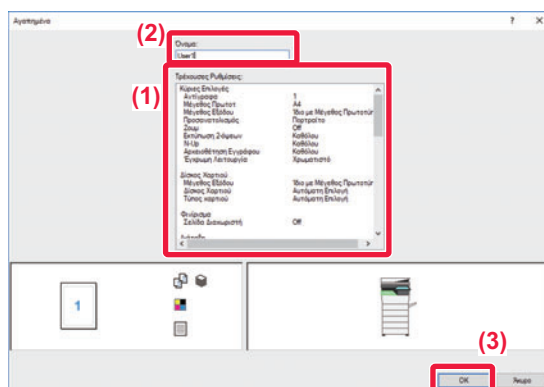 Αγαπημένα ? X
(2)
Όνομα:
User1
(1)
Τρέχουσες Ρυθμίσεις:
Κύριες Επιλογές
Αντίγραφα 1
Μέγεθος Πρωτοτ A4
Μέγεθος Εξόδου Ίδιο με Μέγεθος Πρωτοτύπ
Προσανατολισμός Πορτραίτο
Ζουμ Off
Εκτύπωση 2-όψεων Καθόλου
N-Up Καθόλου
Αρχειοθέτηση Εγγράφου Καθόλου
Έγχρωμη Λειτουργία Χρωματιστό
Δίσκος Χαρτιού
Μέγεθος Εξόδου Ίδιο με Μέγεθος Πρωτοτύπ
Δίσκος Χαρτιού Αυτόματη Επιλογή
Τύπος χαρτιού Αυτόματη Επιλογή
Φινίρισμα
Σελίδα Διαχωριστή Off
1
(3)
OK
Άκυρο